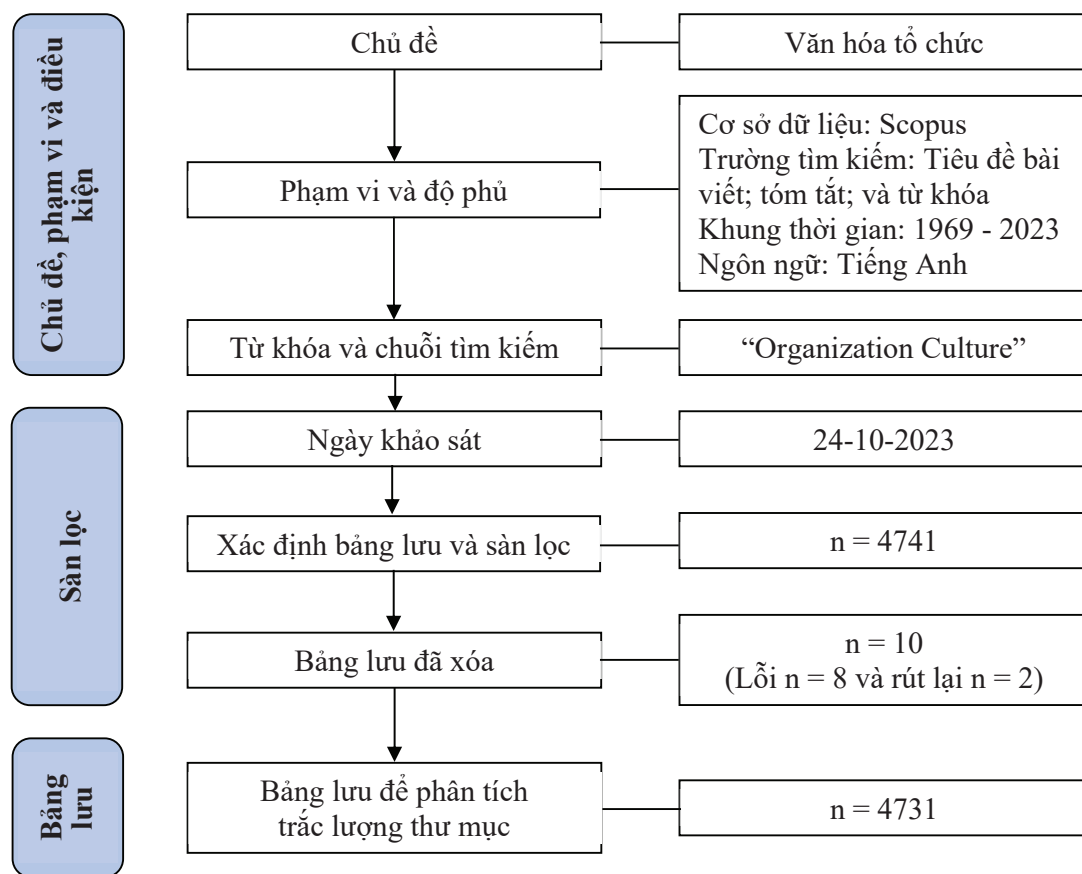 Chủ đề, phạm vi và điều
kiện
Chủ đề
Văn hóa tổ chức
Phạm vi và độ phủ
Cơ sở dữ liệu: Scopus
Trường tìm kiếm: Tiêu đề bài
viết; tóm tắt; và từ khóa
Khung thời gian: 1969 - 2023
Ngôn ngữ: Tiếng Anh
Từ khóa và chuỗi tìm kiếm
“Organization Culture”
Sàn lọc
Ngày khảo sát
24-10-2023
Xác định bảng lưu và sàn lọc
n = 4741
Bảng lưu đã xóa
n = 10
(Lỗi n = 8 và rút lại n = 2)
Bảng
lưu
Bảng lưu để phân tích
trắc lượng thư mục
n = 4731